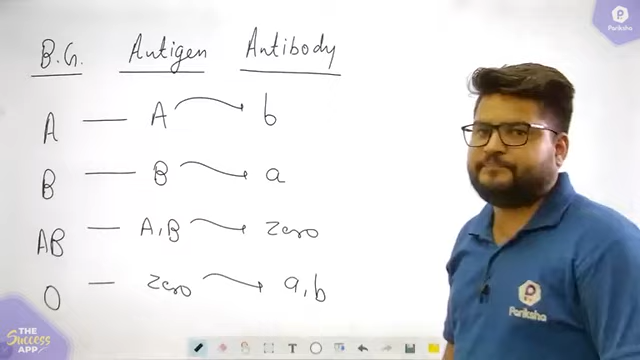 B.G. Antigen Antibody
A — A b
B — B a
AB — A, B zero
O — zero a, b
Pariksha
Pariksha
THE
Success
APP
T